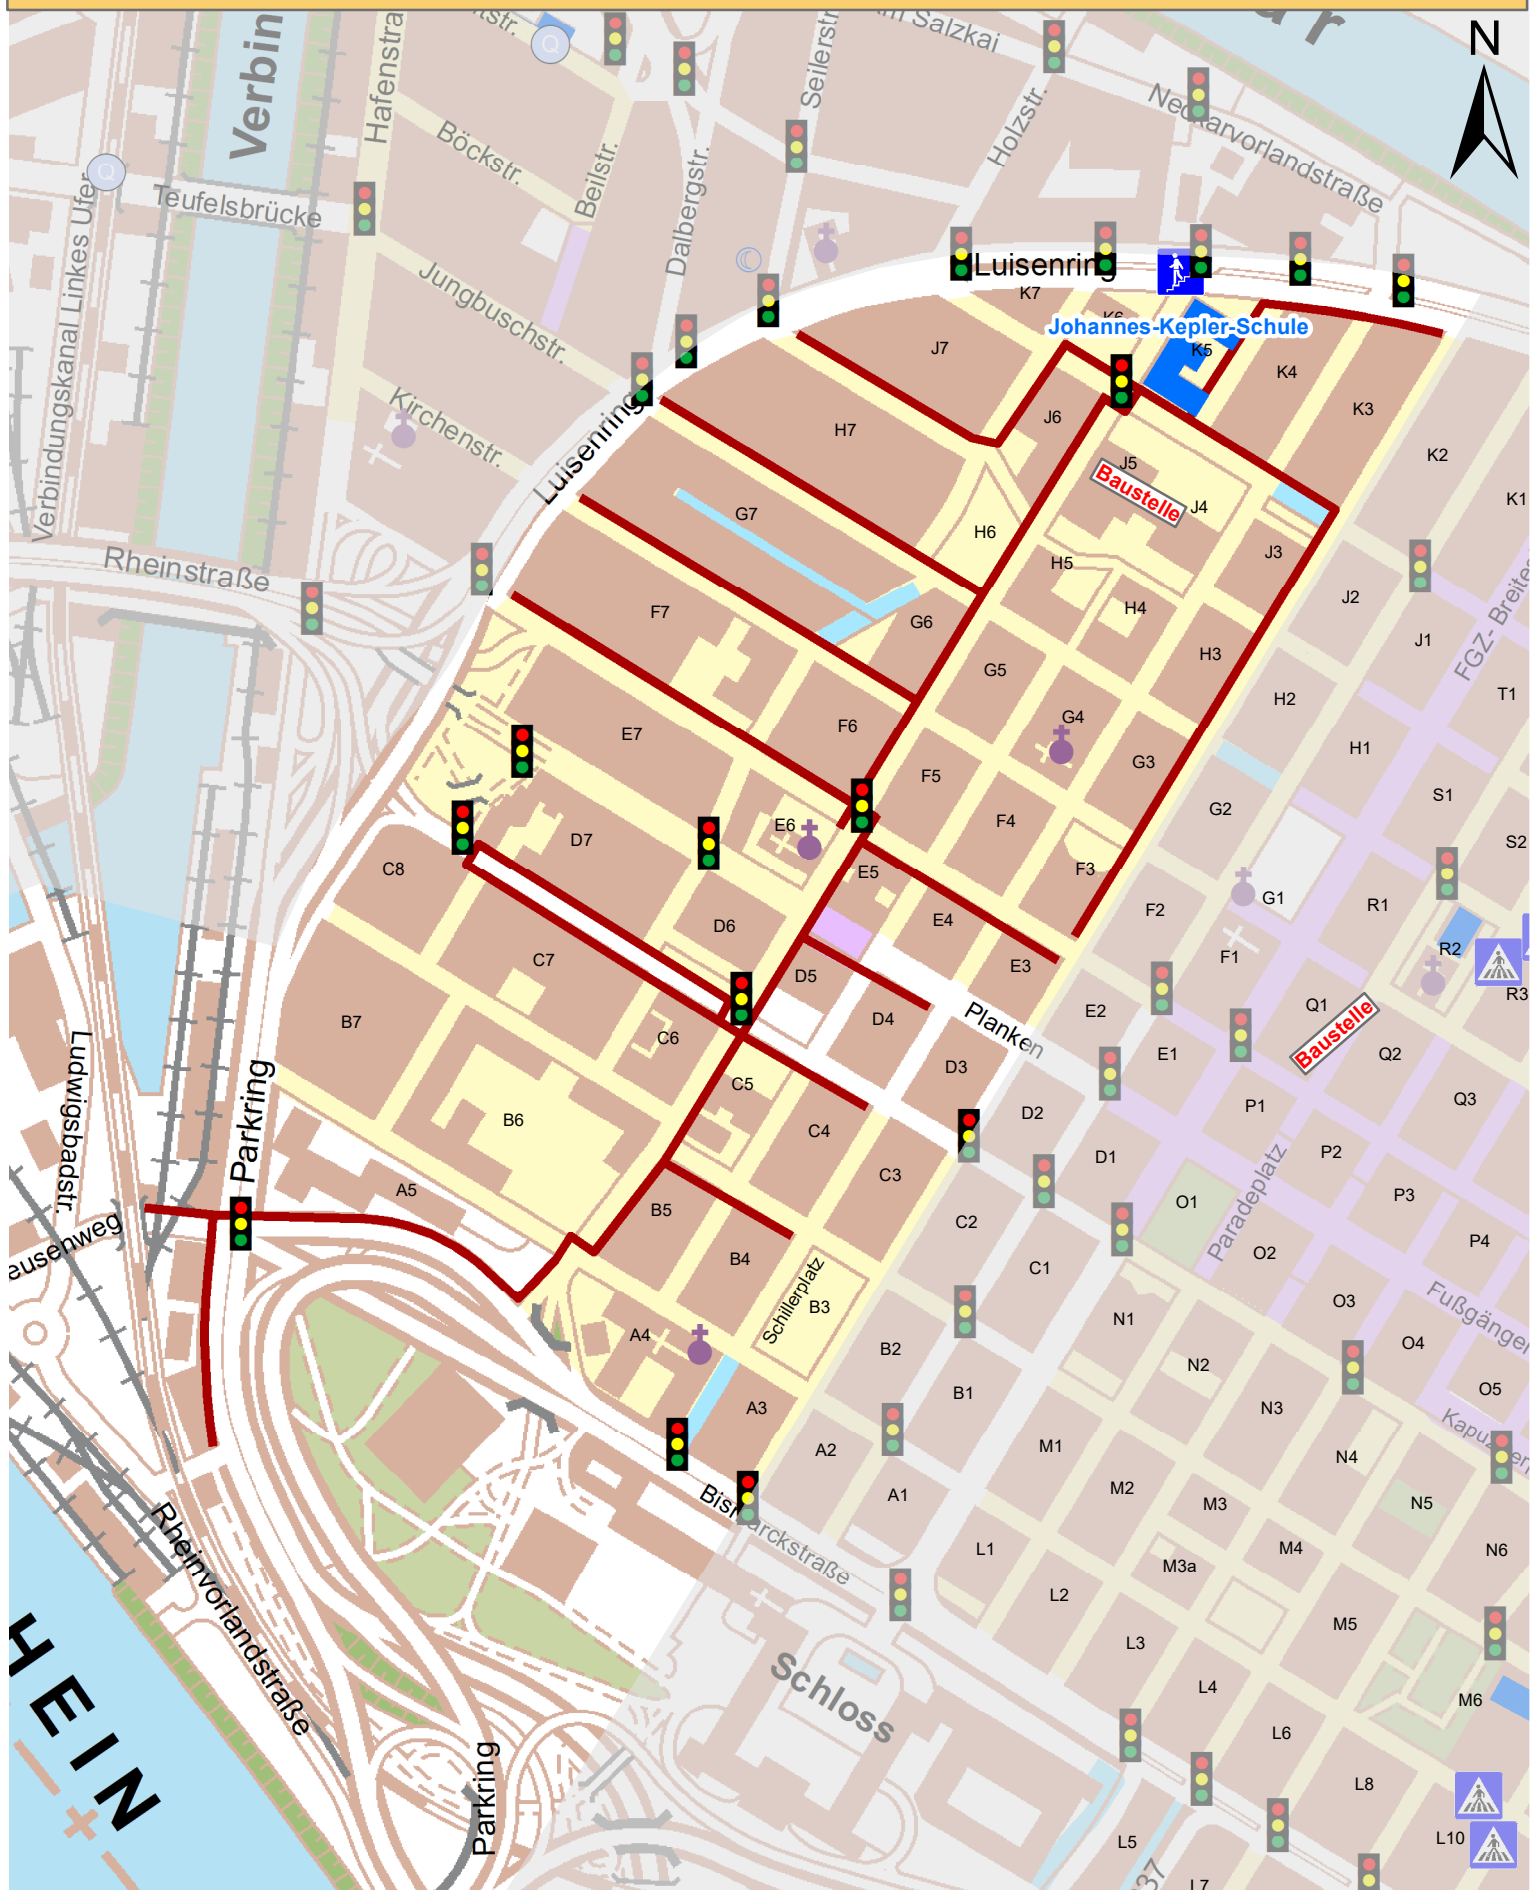 Verbin
Hafenstra
Seilerstr
m Salzkai
N
Böckstr.
Beilstr.
Dalbergstr.
Holzstr.
Neckarvorlandstraße
Q
Q
Teufelsbrücke
Verbindungskanal Linkes Ufer
Jungbuschstr.
Kirchenstr.
Luisenring
Luisenring
K7
K6
Johannes-Kepler-Schule
K5
K4
K3
K2
K1
J7
J6
J5
Baustelle
J4
J3
J2
J1
H7
H6
H5
H4
H3
H2
H1
G7
G6
G5
G4
G3
G2
G1
FGZ- Breite
T1
S1
S2
Rheinstraße
F7
F6
F5
F4
F3
F2
F1
E7
E6
E5
E4
E3
E2
E1
R1
R2
R3
Q1
Baustelle
Q2
Q3
D7
D6
D5
D4
D3
D2
D1
Planken
C8
C7
C6
C5
C4
C3
C2
C1
P1
P2
P3
P4
Paradeplatz
O1
O2
O3
O4
O5
Fußgänger
B7
B6
B5
B4
B3
B2
B1
Schillerplatz
Ludwigsbadstr.
Parkring
eusenweg
A5
A4
A3
A2
A1
Bismarckstraße
N1
N2
N3
N4
N5
N6
M1
M2
M3
M3a
M4
M5
M6
L1
L2
L3
L4
L5
L6
L7
L8
L10
Schloss
Rheinvorlandstraße
HEIN
Parkring
37